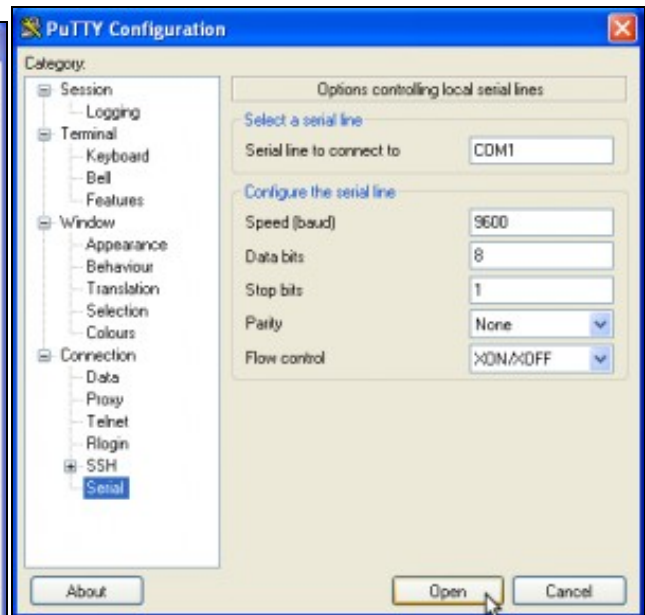 PuTTY Configuration
Category:
Session
Logging
Terminal
Keyboard
Bell
Features
Window
Appearance
Behaviour
Translation
Selection
Colours
Connection
Data
Proxy
Telnet
Rlogin
SSH
Serial
Options controlling local serial lines
Select a serial line
Serial line to connect to COM1
Configure the serial line
Speed (baud) 9600
Data bits 8
Stop bits 1
Parity None
Flow control XON/XOFF
About Open Cancel